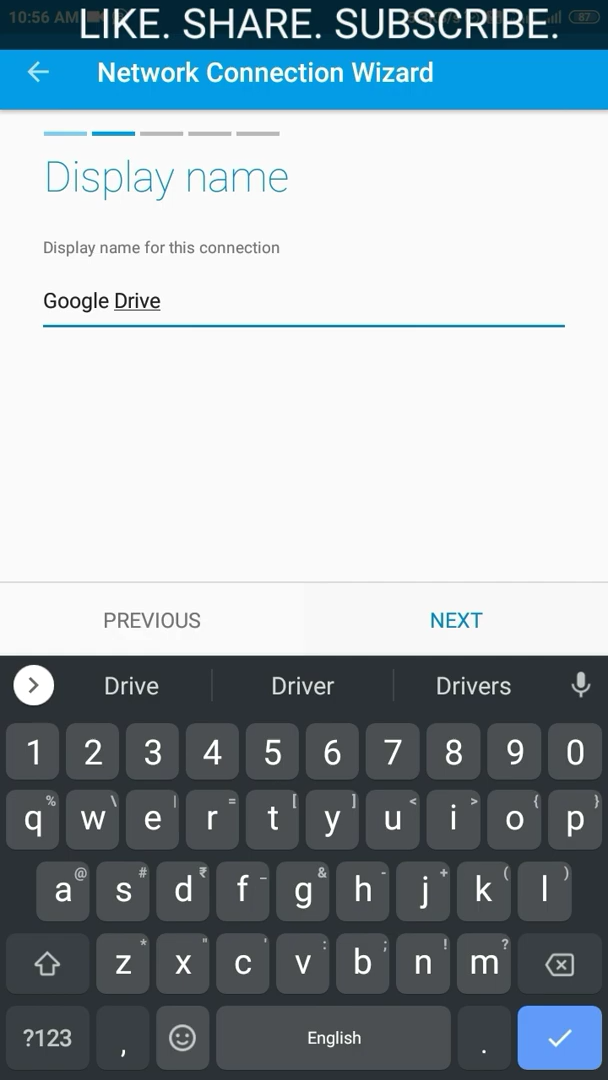 10:56 AM
LIKE. SHARE. SUBSCRIBE.
87
Network Connection Wizard
Display name
Display name for this connection
Google Drive
PREVIOUS
NEXT
Drive
Driver
Drivers
1 2 3 4 5 6 7 8 9 0
% \ | = [ ] < > { }
q w e r t y u i o p
@ # ₹ _ & - + ( )
a s d f g h j k l
* " ' : ; ! ?
z x c v b n m
?123 , English .